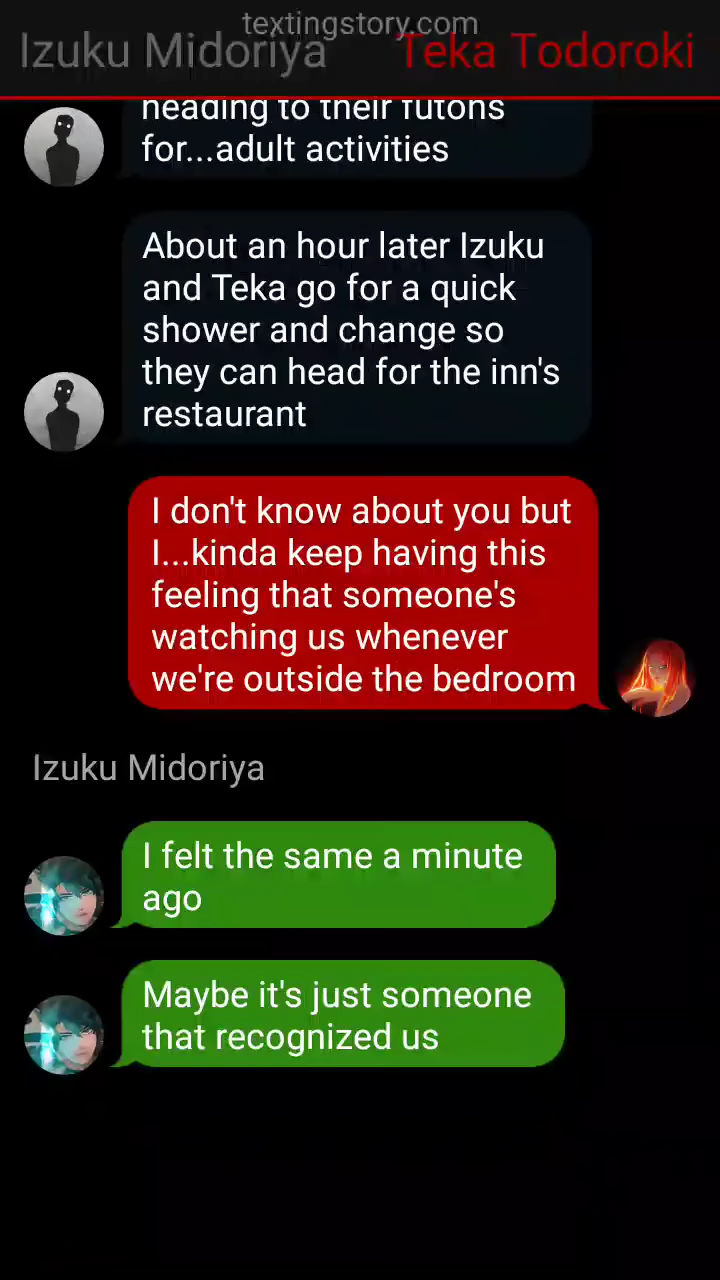 textingstory.com
Izuku Midoriya Teka Todoroki
heading to their futons
for...adult activities
About an hour later Izuku
and Teka go for a quick
shower and change so
they can head for the inn's
restaurant
I don't know about you but
I...kinda keep having this
feeling that someone's
watching us whenever
we're outside the bedroom
Izuku Midoriya
I felt the same a minute
ago
Maybe it's just someone
that recognized us